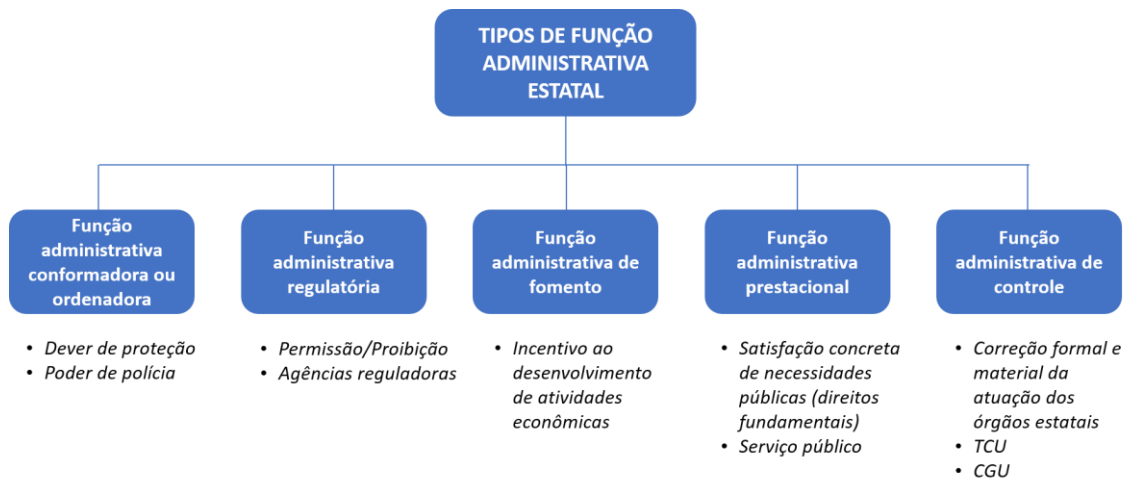 TIPOS DE FUNÇÃO
ADMINISTRATIVA
ESTATAL
Função
administrativa
conformadora ou
ordenadora
• Dever de proteção
• Poder de polícia
Função
administrativa
regulatória
• Permissão/Proibição
• Agências reguladoras
Função
administrativa de
fomento
• Incentivo ao
desenvolvimento
de atividades
econômicas
Função
administrativa
prestacional
• Satisfação concreta
de necessidades
públicas (direitos
fundamentais)
• Serviço público
Função
administrativa de
controle
• Correção formal e
material da
atuação dos
órgãos estatais
• TCU
• CGU